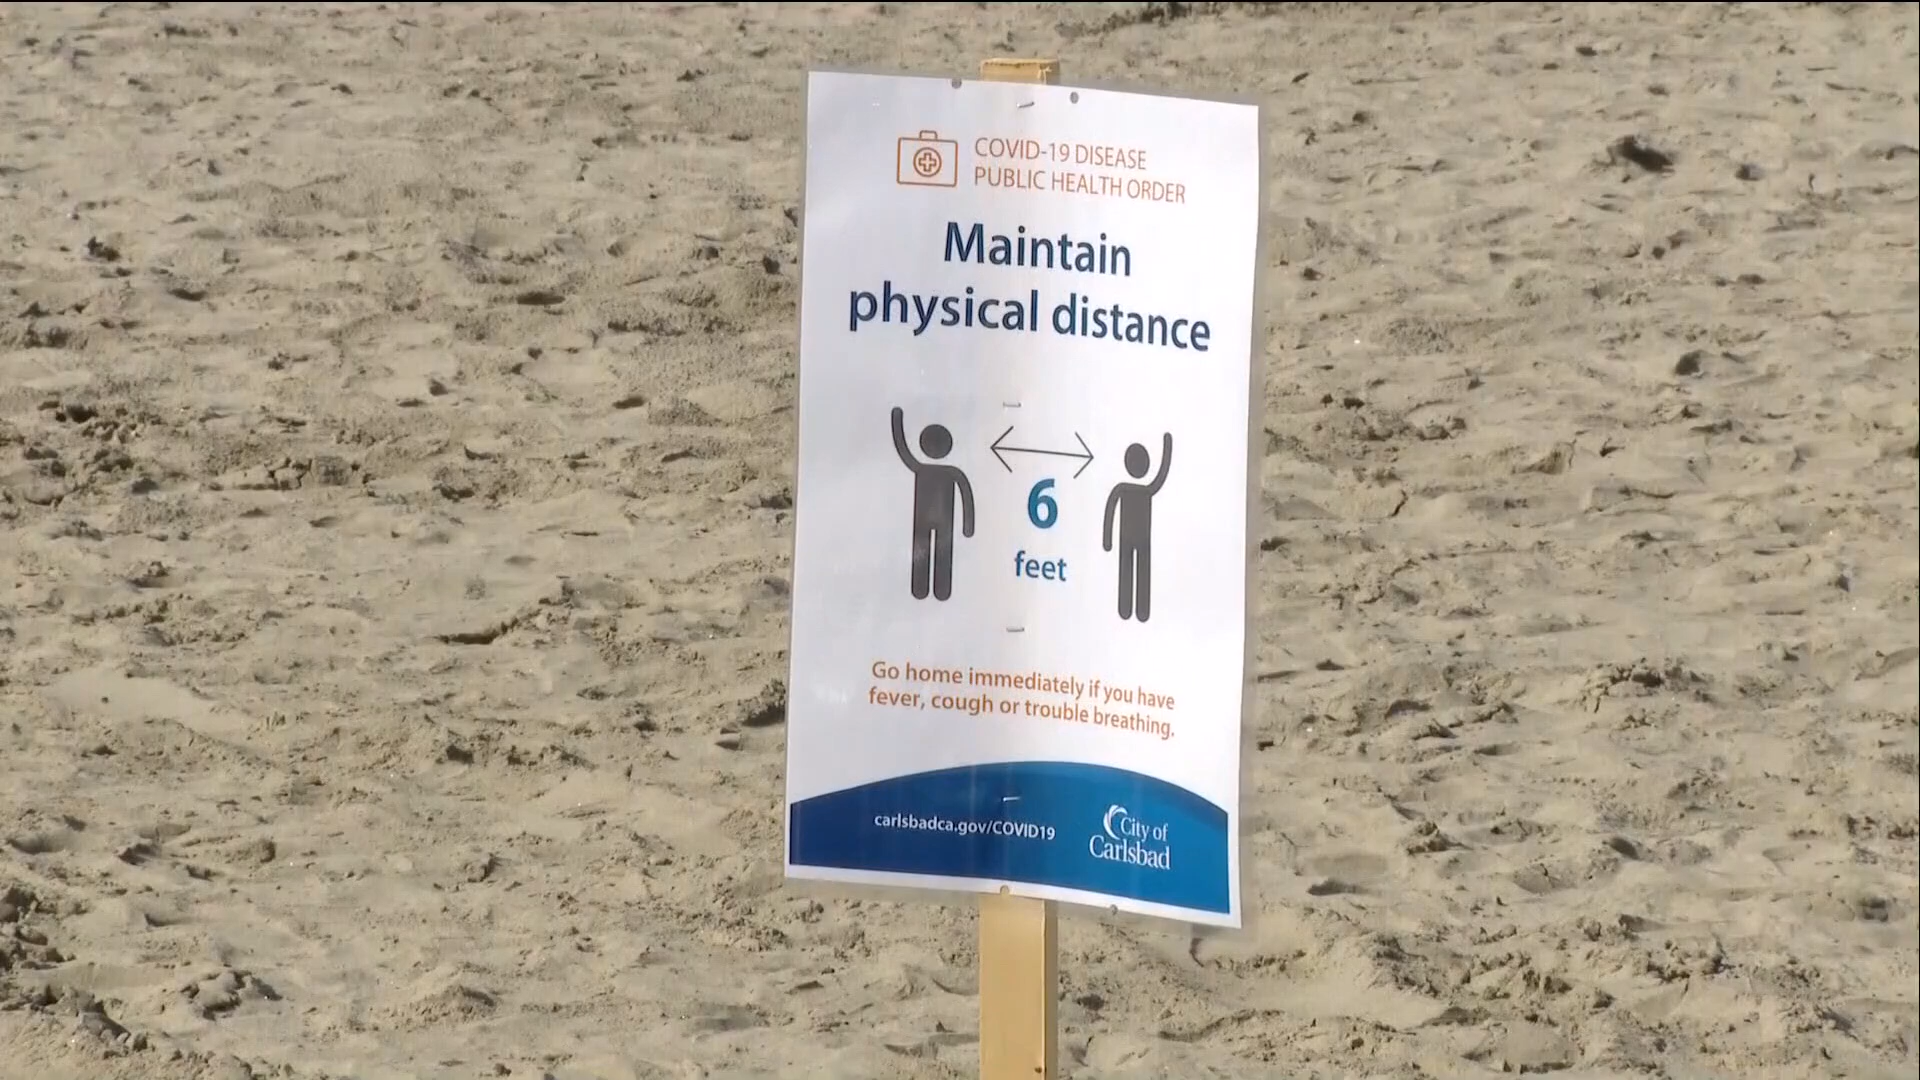 COVID-19 DISEASE
PUBLIC HEALTH ORDER
Maintain
physical distance
6
feet
Go home immediately if you have
fever, cough or trouble breathing.
carlsbadca.gov/COVID19
City of
Carlsbad